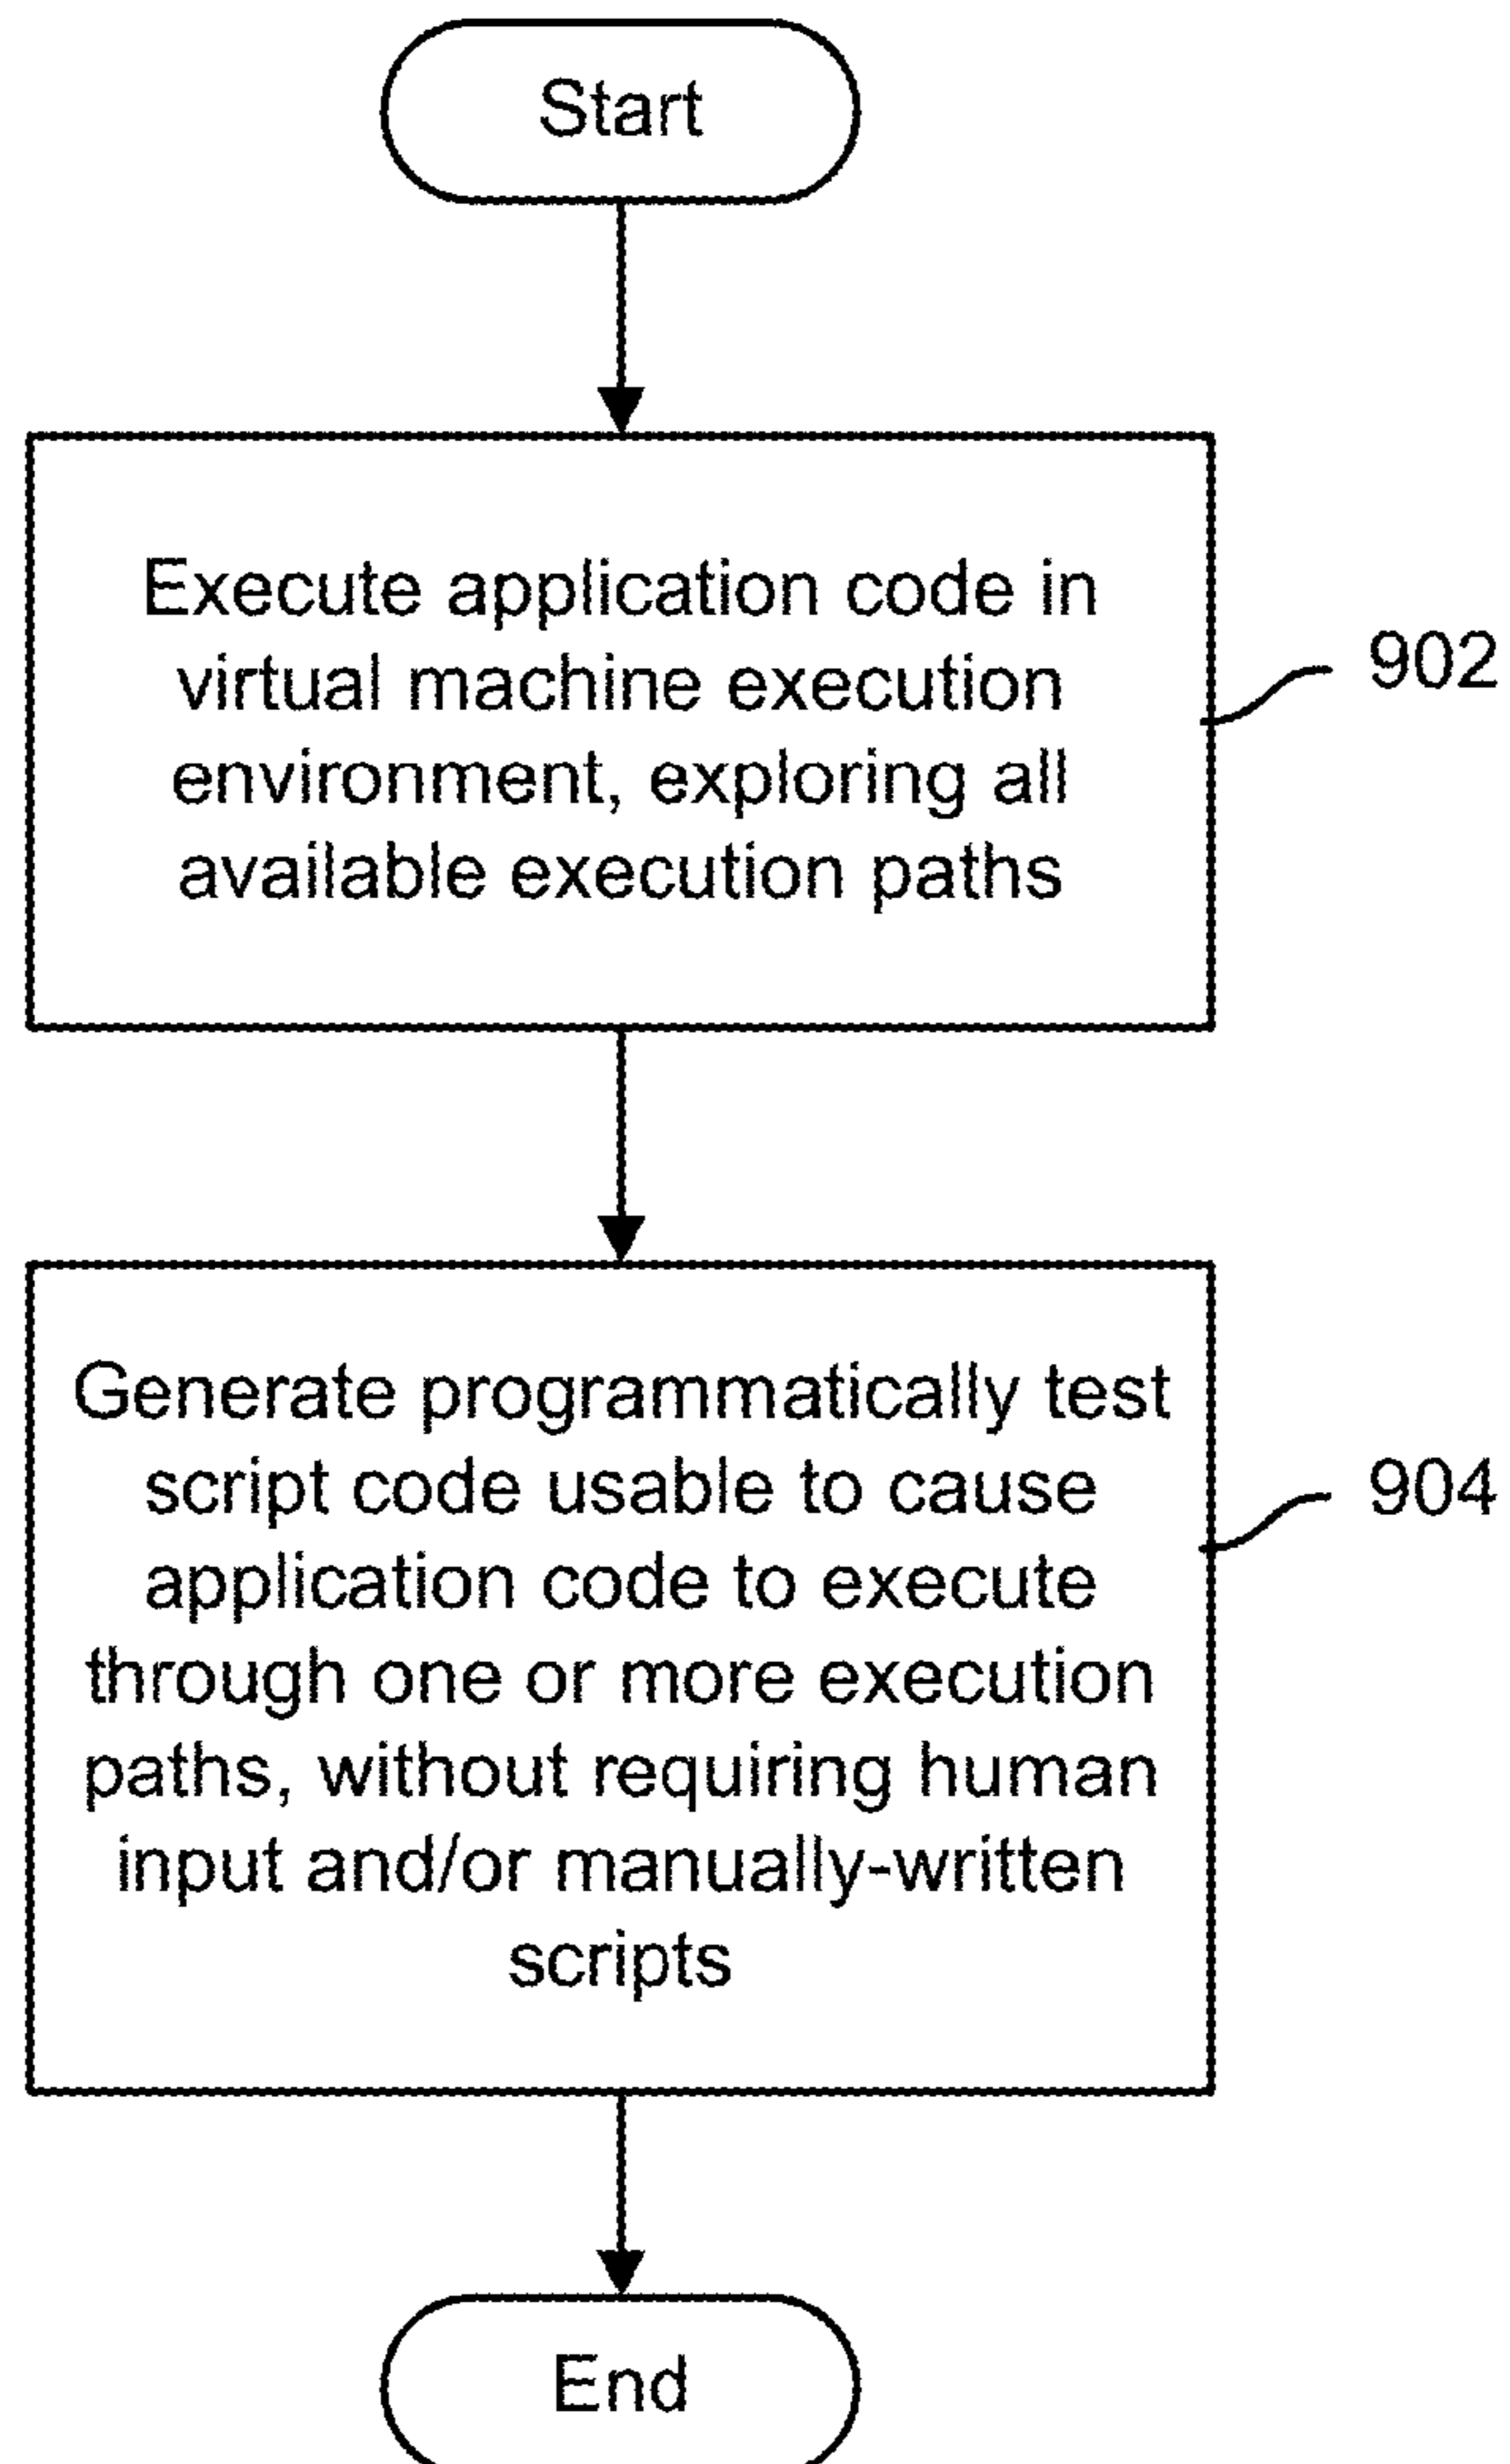 Start
Execute application code in
virtual machine execution
environment, exploring all
available execution paths
902
Generate programmatically test
script code usable to cause
application code to execute
through one or more execution
paths, without requiring human
input and/or manually-written
scripts
904
End